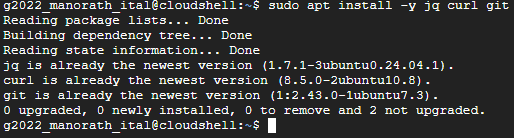 g2022_manorath_ital@cloudshell:~$ sudo apt install -y jq curl git
Reading package lists... Done
Building dependency tree... Done
Reading state information... Done
jq is already the newest version (1.7.1-3ubuntu0.24.04.1).
curl is already the newest version (8.5.0-2ubuntu10.8).
git is already the newest version (1:2.43.0-1ubuntu7.3).
0 upgraded, 0 newly installed, 0 to remove and 2 not upgraded.
g2022_manorath_ital@cloudshell:~$